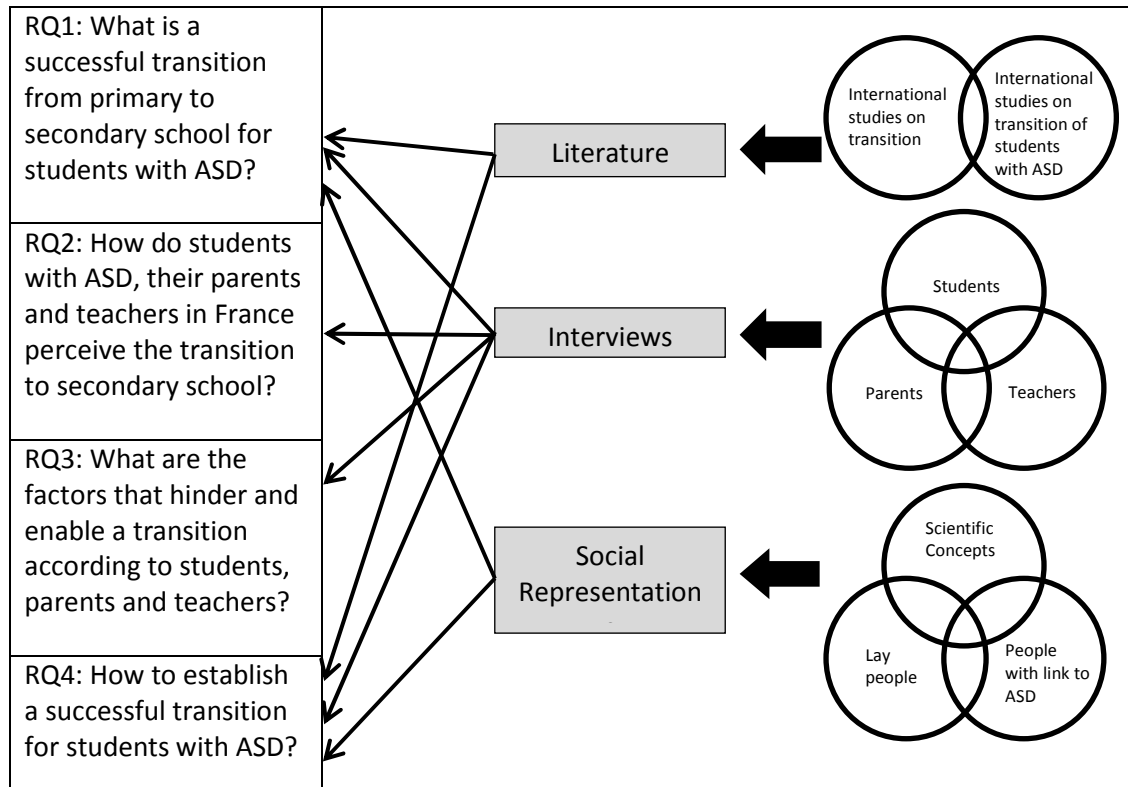 RQ1: What is a
successful transition
from primary to
secondary school for
students with ASD?
RQ2: How do students
with ASD, their parents
and teachers in France
perceive the transition
to secondary school?
RQ3: What are the
factors that hinder and
enable a transition
according to students,
parents and teachers?
RQ4: How to establish
a successful transition
for students with ASD?
Literature
Interviews
Social
Representation
International
studies on
transition
International
studies on
transition of
students
with ASD
Students
Parents
Teachers
Scientific
Concepts
Lay
people
People
with link to
ASD